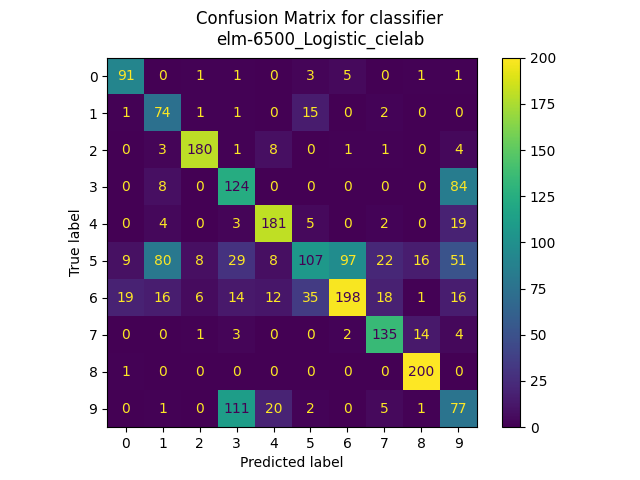 Confusion Matrix for classifier
elm-6500_Logistic_cielab
0 91 0 1 1 0 3 5 0 1 1
1 1 74 1 1 0 15 0 2 0 0
2 0 3 180 1 8 0 1 1 0 4
3 0 8 0 124 0 0 0 0 0 84
4 0 4 0 3 181 5 0 2 0 19
5 9 80 8 29 8 107 97 22 16 51
6 19 16 6 14 12 35 198 18 1 16
7 0 0 1 3 0 0 2 135 14 4
8 1 0 0 0 0 0 0 0 200 0
9 0 1 0 111 20 2 0 5 1 77
0 1 2 3 4 5 6 7 8 9
True label
Predicted label
200
175
150
125
100
75
50
25
0